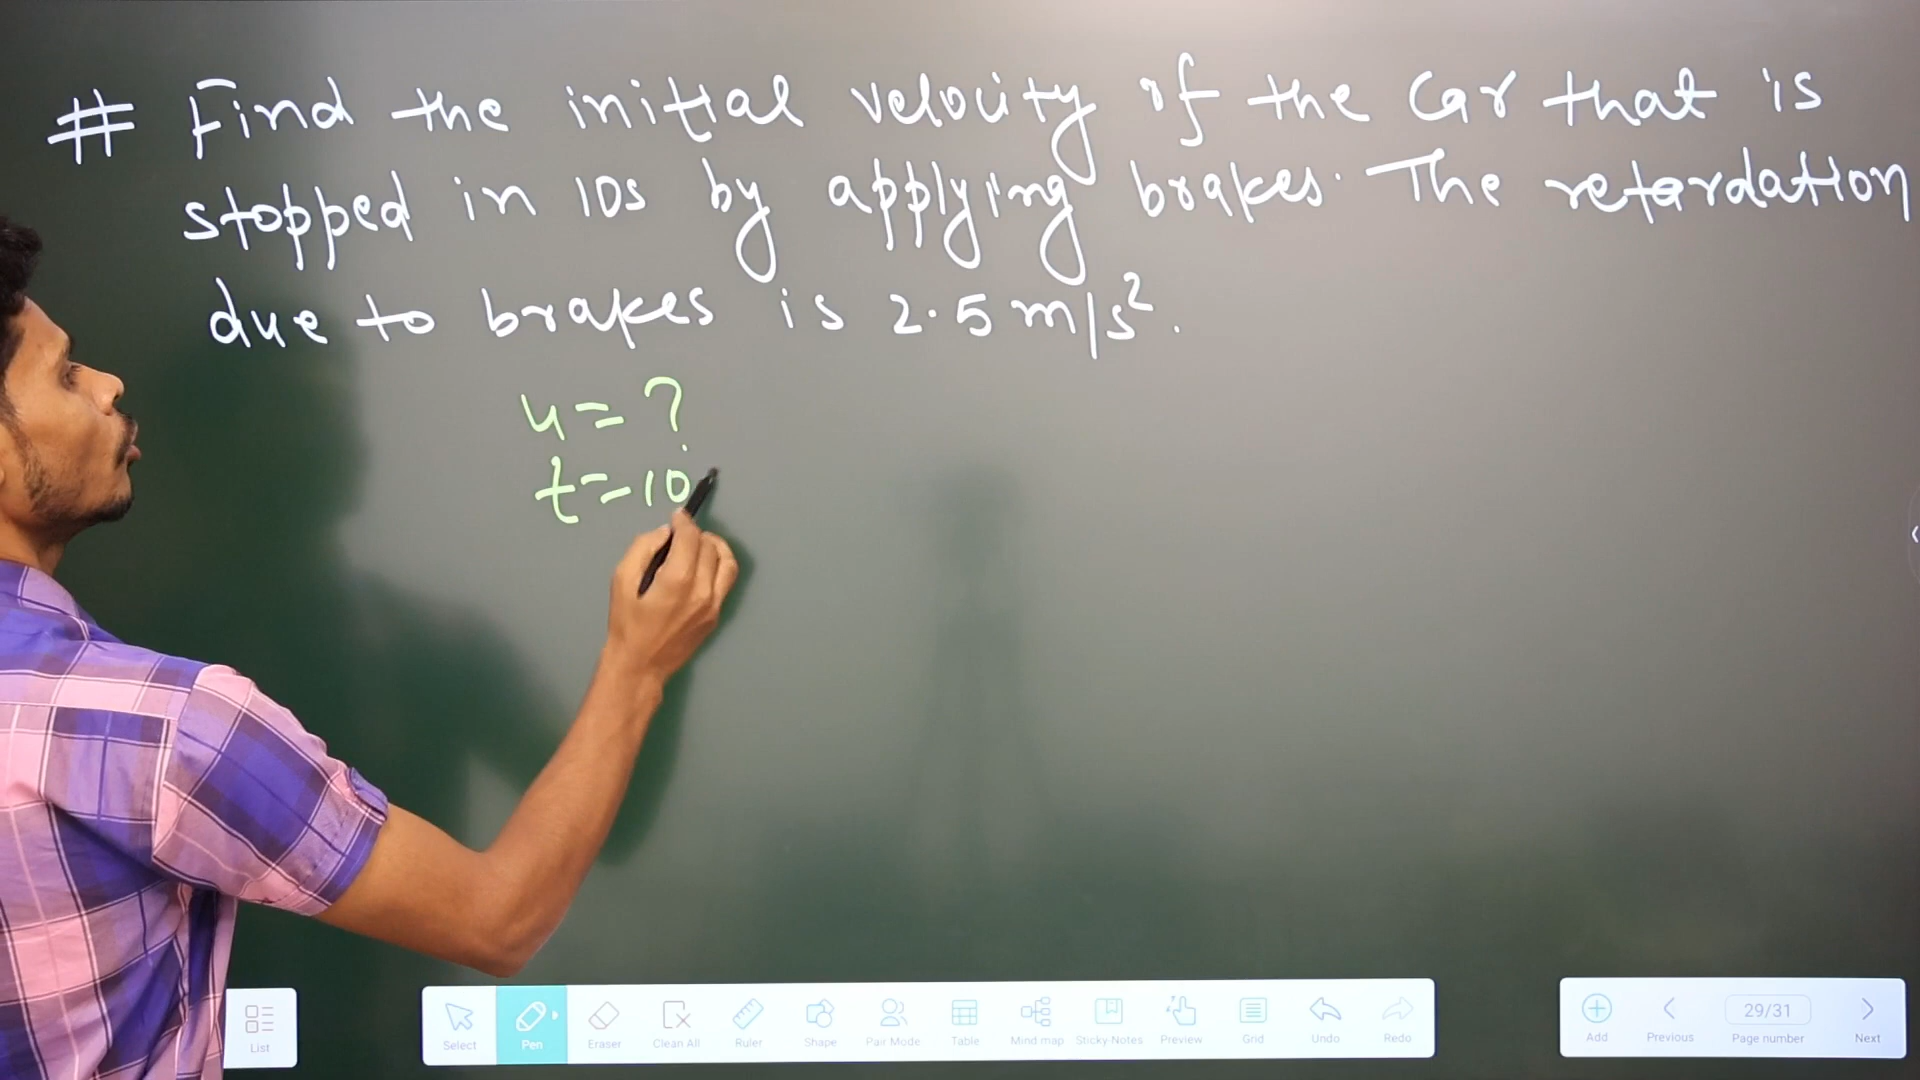 # Find the initial velocity of the car that is
stopped in 10s by applying brakes. The retardation
due to brakes is 2.5 m/s².
u = ?
t = 10
List
Select
Pen
Eraser
Clean All
Ruler
Shape
Pair Mode
Table
Mind map
Sticky Notes
Preview
Grid
Undo
Redo
Add
Previous
29/31
Page number
Next